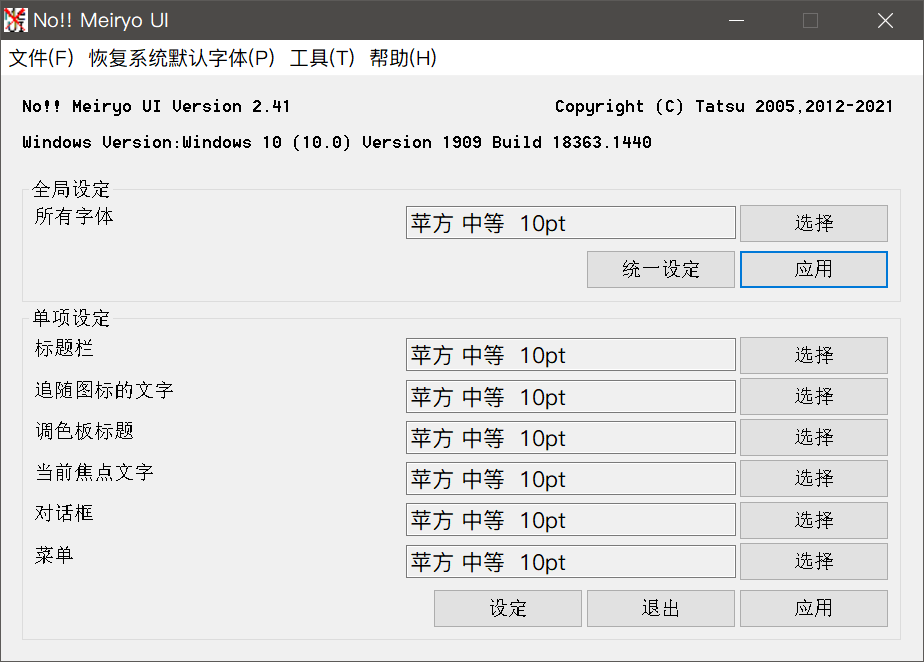 No!! Meiryo UI
文件(F) 恢复系统默认字体(P) 工具(T) 帮助(H)
No!! Meiryo UI Version 2.41 Copyright (C) Tatsu 2005,2012-2021
Windows Version:Windows 10 (10.0) Version 1909 Build 18363.1440
全局设定
所有字体 苹方 中等 10pt 选择
统一设定 应用
单项设定
标题栏 苹方 中等 10pt 选择
追随图标的文字 苹方 中等 10pt 选择
调色板标题 苹方 中等 10pt 选择
当前焦点文字 苹方 中等 10pt 选择
对话框 苹方 中等 10pt 选择
菜单 苹方 中等 10pt 选择
设定 退出 应用